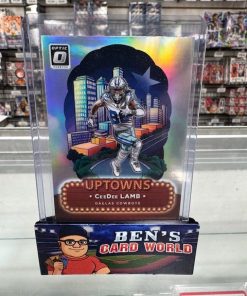 OPTIC
UPTOWNS
CEEDEE LAMB
DALLAS COWBOYS
BEN'S
CARD WORLD